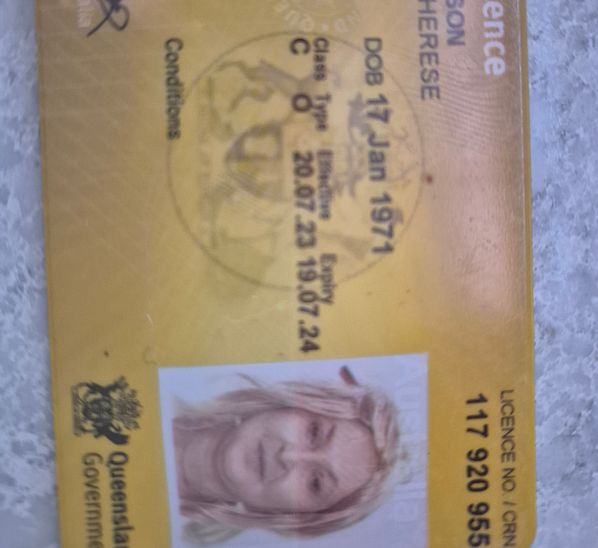 ence
LICENCE NO. / CRN
117 920 955
SON
HERESE
DOB 17 Jan 1971
Class Type Effective Expiry
C O 20.07.23 19.07.24
Conditions
Queenslan
Governme